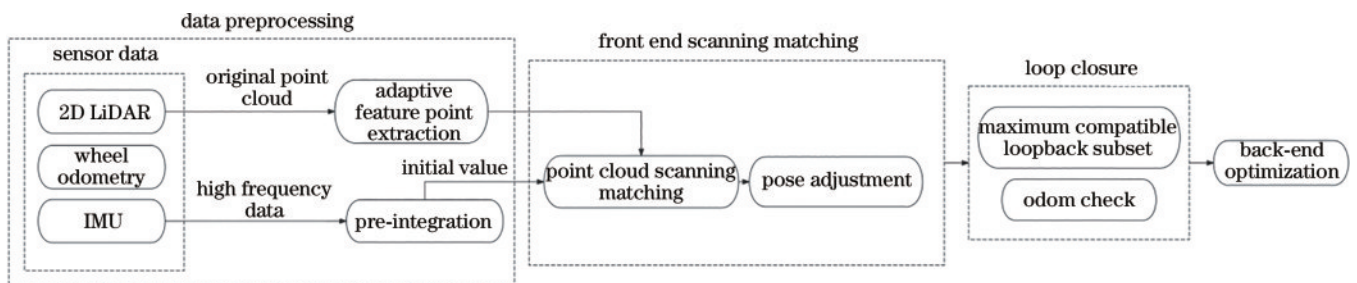 data preprocessing
sensor data
original point
cloud
2D LiDAR
adaptive
feature point
extraction
wheel
odometry
high frequency
data
IMU
initial value
pre-integration
front end scanning matching
point cloud scanning
matching
pose adjustment
loop closure
maximum compatible
loopback subset
odom check
back-end
optimization